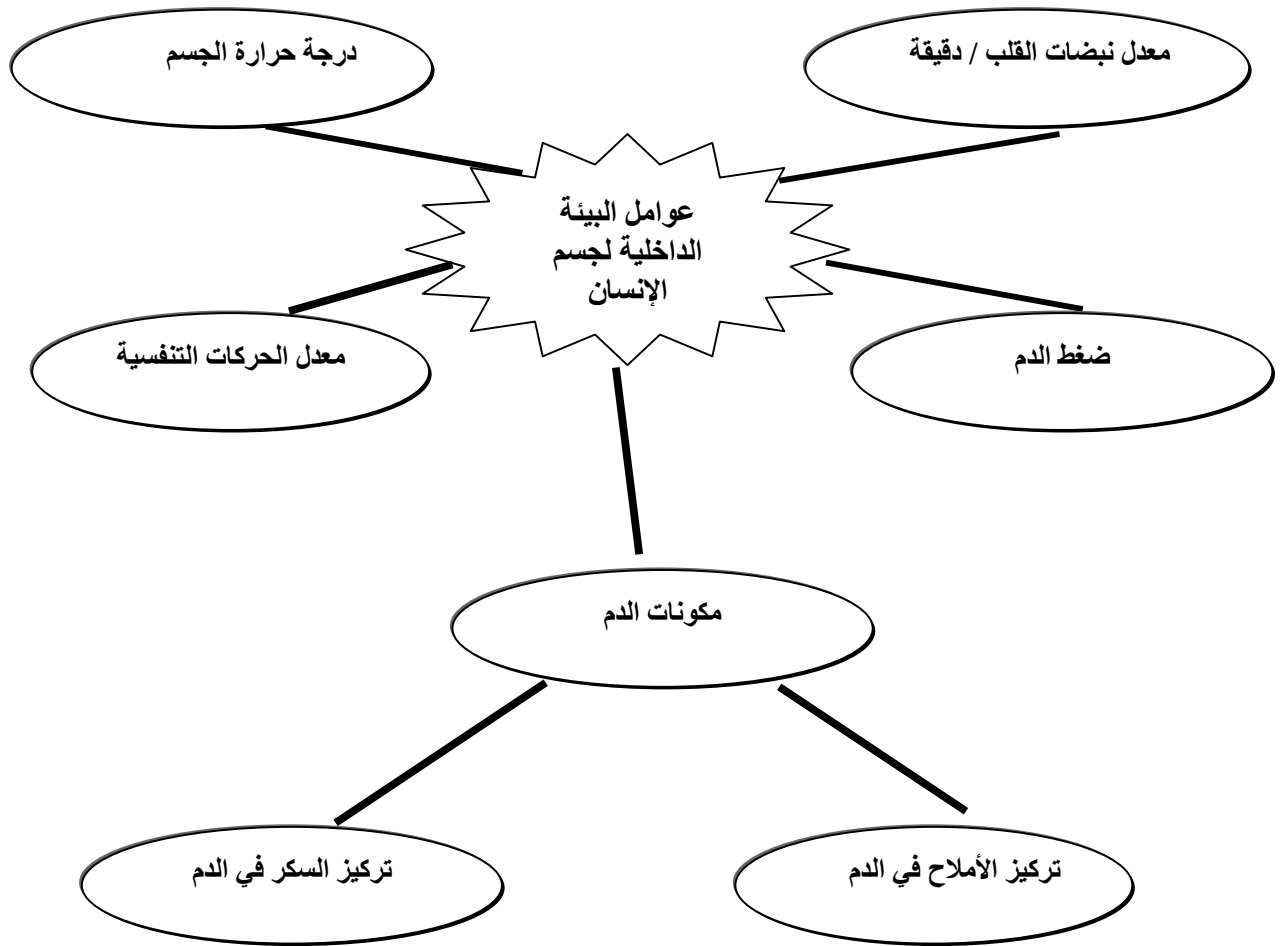 معدل نبضات القلب / دقيقة
درجة حرارة الجسم
عوامل البيئة
الداخلية لجسم
الإنسان
ضغط الدم
معدل الحركات التنفسية
مكونات الدم
تركيز الأملاح في الدم
تركيز السكر في الدم